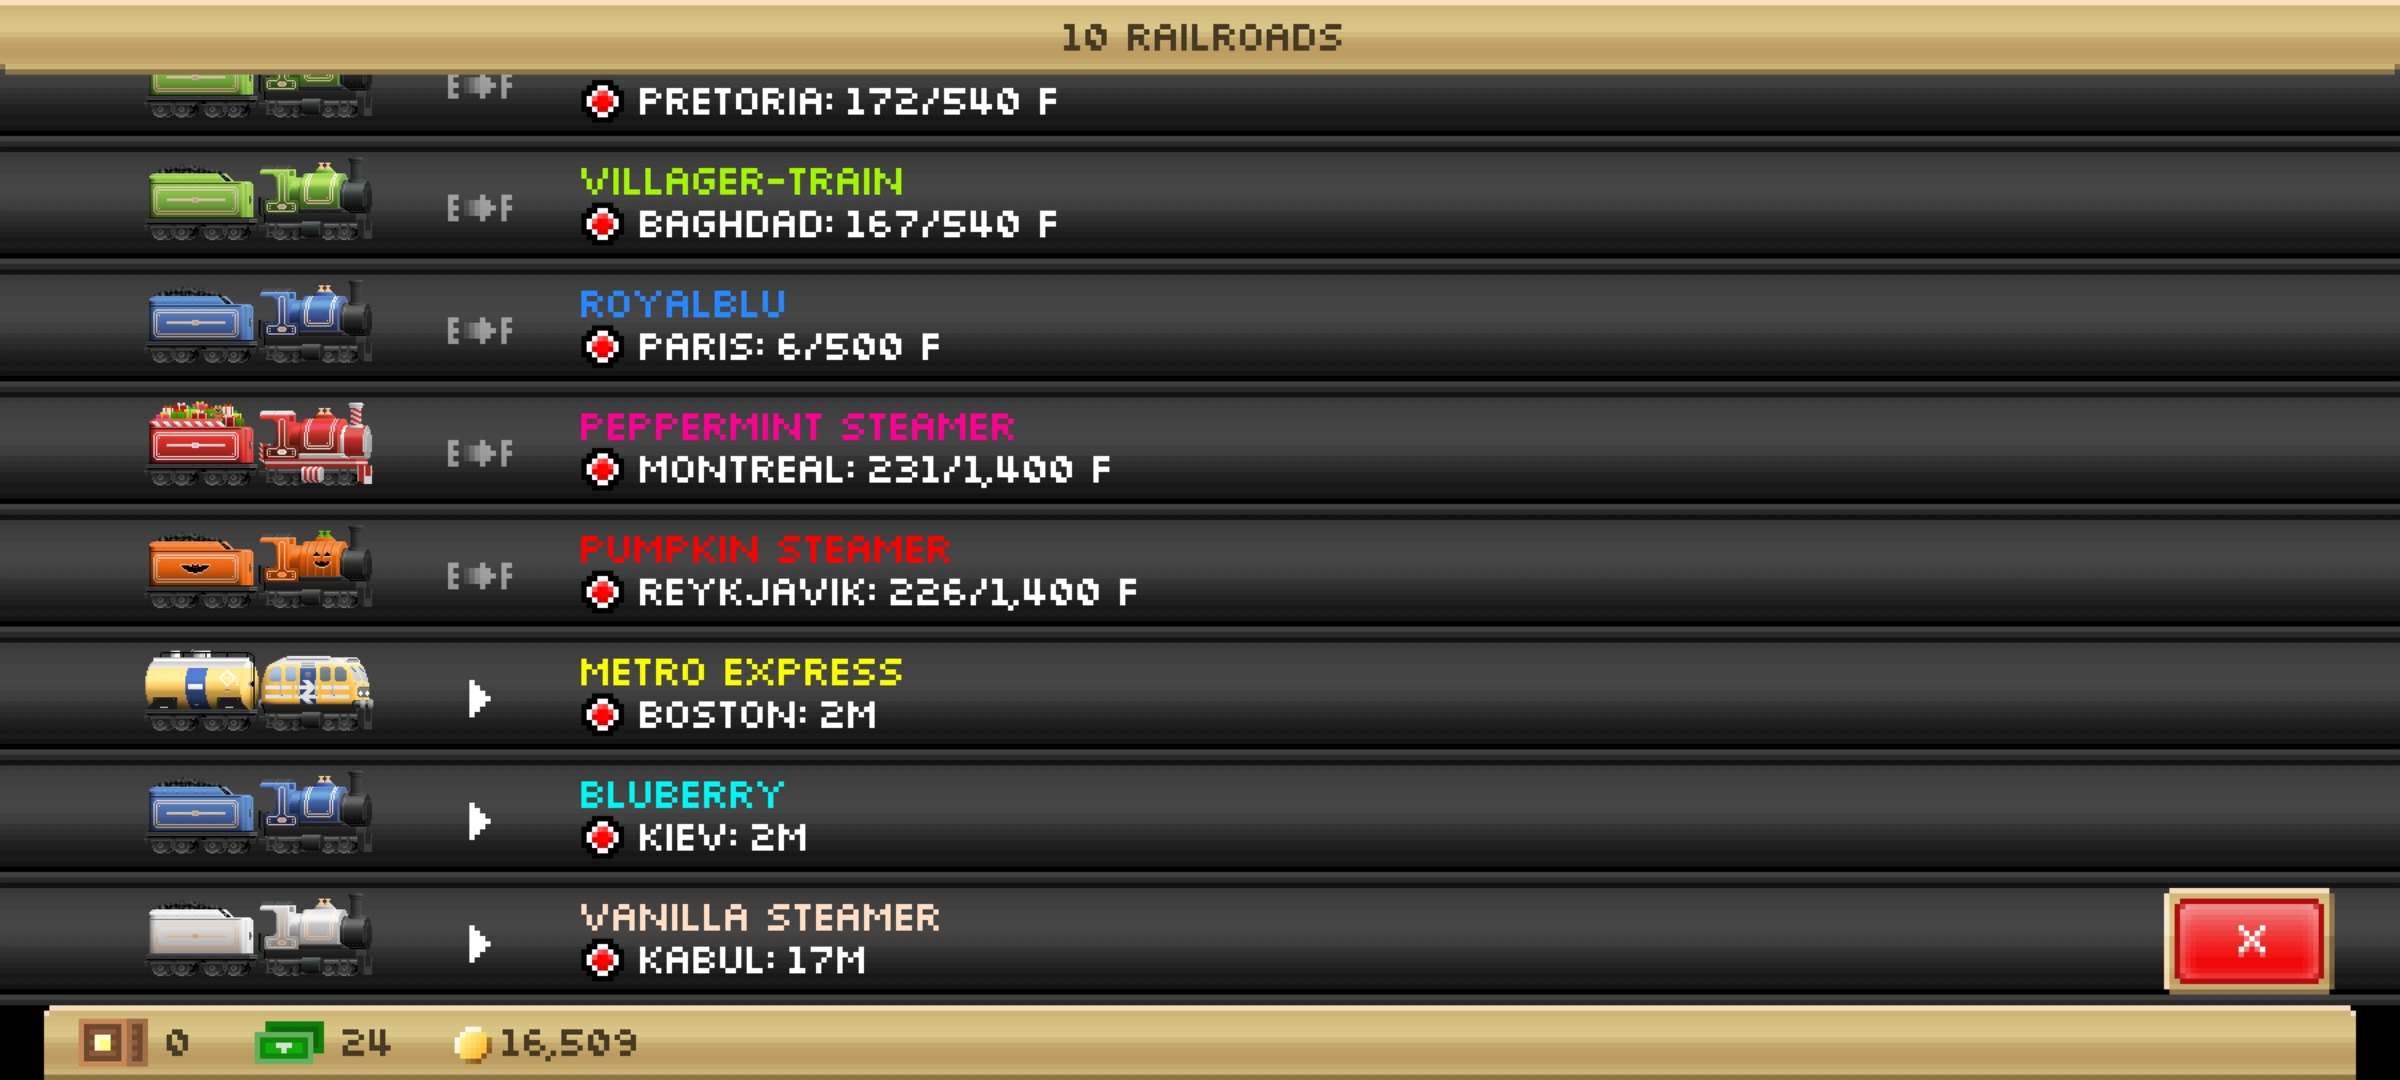 10 RAILROADS
E F
PRETORIA: 172/540 F
VILLAGER-TRAIN
E F
BAGHDAD: 167/540 F
ROYALBLU
E F
PARIS: 6/500 F
PEPPERMINT STEAMER
E F
MONTREAL: 231/1,400 F
PUMPKIN STEAMER
E F
REYKJAVIK: 226/1,400 F
METRO EXPRESS
BOSTON: 2M
BLUBERRY
KIEV: 2M
VANILLA STEAMER
KABUL: 17M
X
0 24 16,509